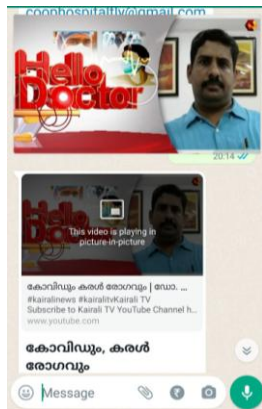 coophospitaltly@gmail.com
Hello
Doctor
20:14
This video is playing in
picture-in-picture
കോവിഡും കരൾ രോഗവും | ഡോ. ...
#kairalinews #kairalitvKairali TV
Subscribe to Kairali TV YouTube Channel h...
www.youtube.com
കോവിഡും, കരൾ
രോഗവും
Message